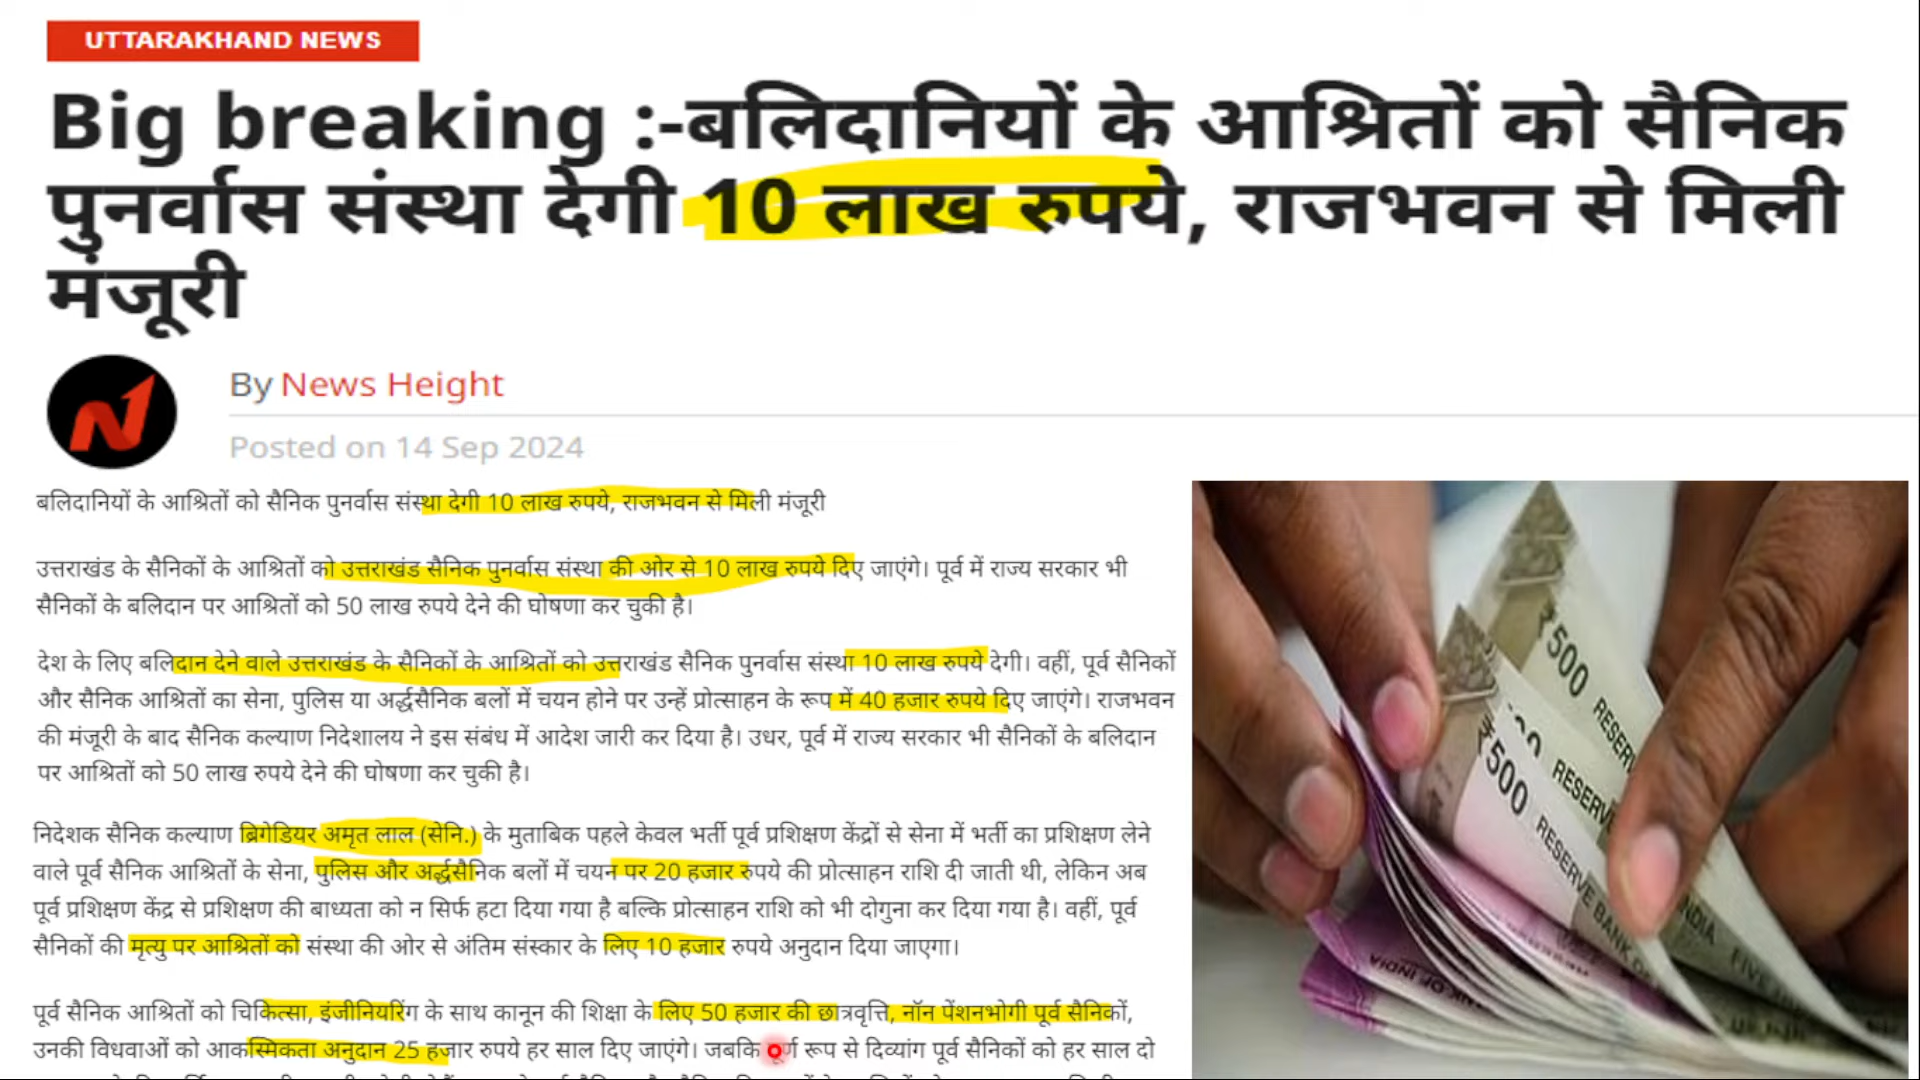 UTTARAKHAND NEWS
Big breaking :-बलिदानियों के आश्रितों को सैनिक
पुनर्वास संस्था देगी 10 लाख रुपये, राजभवन से मिली
मंजूरी
By News Height
Posted on 14 Sep 2024
बलिदानियों के आश्रितों को सैनिक पुनर्वास संस्था देगी 10 लाख रुपये, राजभवन से मिली मंजूरी
उत्तराखंड के सैनिकों के आश्रितों को उत्तराखंड सैनिक पुनर्वास संस्था की ओर से 10 लाख रुपये दिए जाएंगे। पूर्व में राज्य सरकार भी
सैनिकों के बलिदान पर आश्रितों को 50 लाख रुपये देने की घोषणा कर चुकी है।
देश के लिए बलिदान देने वाले उत्तराखंड के सैनिकों के आश्रितों को उत्तराखंड सैनिक पुनर्वास संस्था 10 लाख रुपये देगी। वहीं, पूर्व सैनिकों
और सैनिक आश्रितों का सेना, पुलिस या अर्द्धसैनिक बलों में चयन होने पर उन्हें प्रोत्साहन के रूप में 40 हजार रुपये दिए जाएंगे। राजभवन
की मंजूरी के बाद सैनिक कल्याण निदेशालय ने इस संबंध में आदेश जारी कर दिया है। उधर, पूर्व में राज्य सरकार भी सैनिकों के बलिदान
पर आश्रितों को 50 लाख रुपये देने की घोषणा कर चुकी है।
निदेशक सैनिक कल्याण ब्रिगेडियर अमृत लाल (सेनि.) के मुताबिक पहले केवल भर्ती पूर्व प्रशिक्षण केंद्रों से सेना में भर्ती का प्रशिक्षण लेने
वाले पूर्व सैनिक आश्रितों के सेना, पुलिस और अर्द्धसैनिक बलों में चयन पर 20 हजार रुपये की प्रोत्साहन राशि दी जाती थी, लेकिन अब
पूर्व प्रशिक्षण केंद्र से प्रशिक्षण की बाध्यता को न सिर्फ हटा दिया गया है बल्कि प्रोत्साहन राशि को भी दोगुना कर दिया गया है। वहीं, पूर्व
सैनिकों की मृत्यु पर आश्रितों को संस्था की ओर से अंतिम संस्कार के लिए 10 हजार रुपये अनुदान दिया जाएगा।
पूर्व सैनिक आश्रितों को चिकित्सा, इंजीनियरिंग के साथ कानून की शिक्षा के लिए 50 हजार की छात्रवृत्ति, नॉन पेंशनभोगी पूर्व सैनिकों,
उनकी विधवाओं को आकस्मिकता अनुदान 25 हजार रुपये हर साल दिए जाएंगे। जबकि रूप से दिव्यांग पूर्व सैनिकों को हर साल दो
₹500 RESERV
₹500 RESERVE BANK OF INDIA